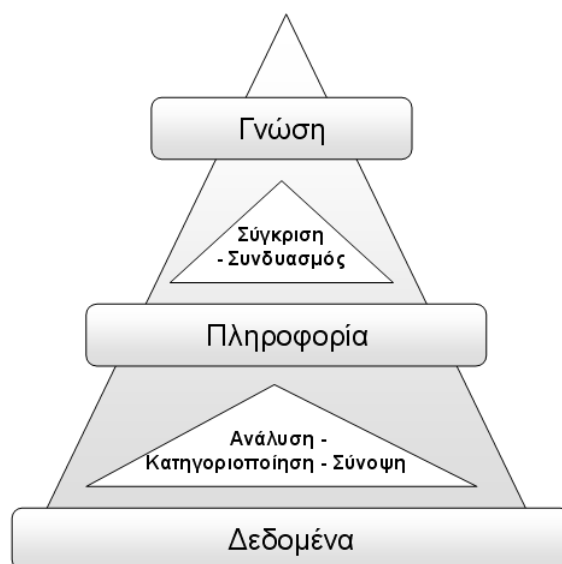 Γνώση
Σύγκριση
- Συνδυασμός
Πληροφορία
Ανάλυση -
Κατηγοριοποίηση - Σύνοψη
Δεδομένα